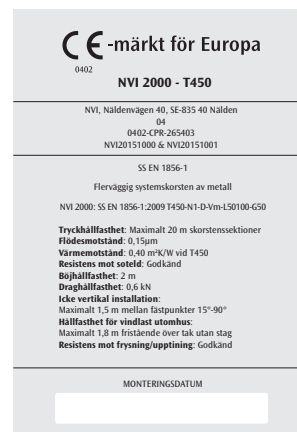 CE -märkt för Europa
0402
NVI 2000 - T450
NVI, Näldenvägen 40, SE-835 40 Nälden
04
0402-CPR-265403
NVI20151000 & NVI20151001
SS EN 1856-1
Flerväggig systemskorsten av metall
NVI 2000: SS EN 1856-1:2009 T450-N1-D-Vm-L50100-G50
Tryckhållfasthet: Maximalt 20 m skorstenssektioner
Flödesmotstånd: 0,15µm
Värmemotstånd: 0,40 m²K/W vid T450
Resistens mot soteld: Godkänd
Böjhållfasthet: 2 m
Draghållfasthet: 0,6 kN
Icke vertikal installation:
Maximalt 1,5 m mellan fästpunkter 15°-90°
Hållfasthet för vindlast utomhus:
Maximalt 1,8 m fristående över tak utan stag
Resistens mot frysning/upptining: Godkänd
MONTERINGSDATUM